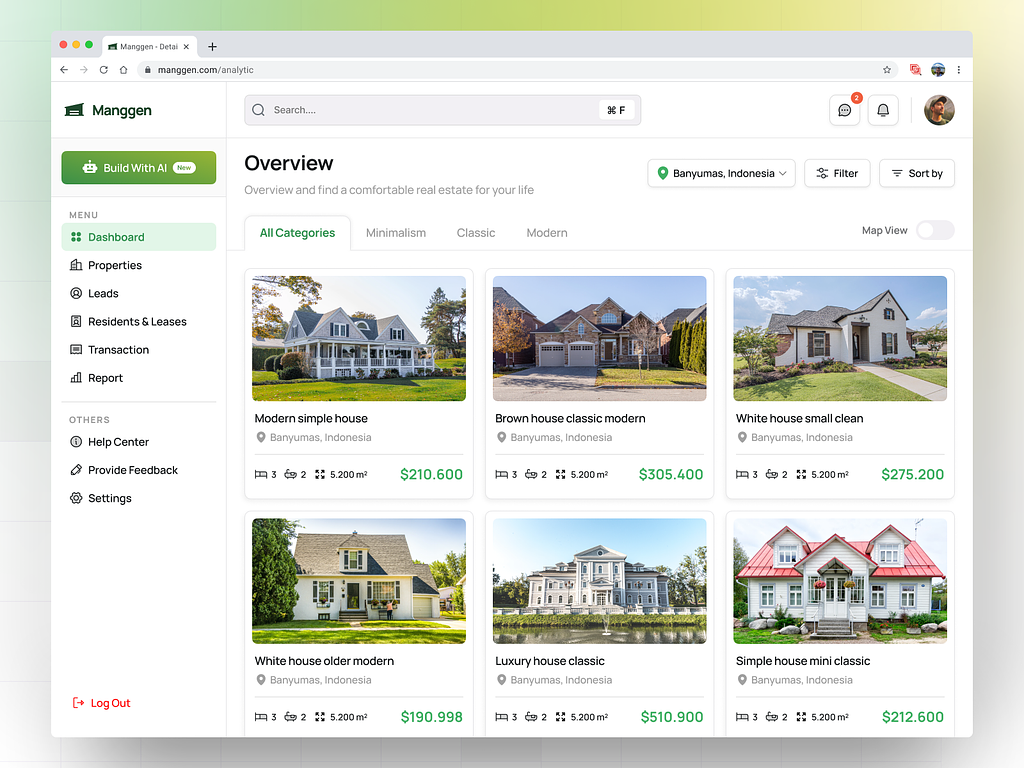 Manggen - Detai
manggen.com/analytic
Manggen
Search....
⌘ F
2
Build With AI New
MENU
Dashboard
Properties
Leads
Residents & Leases
Transaction
Report
OTHERS
Help Center
Provide Feedback
Settings
Log Out
Overview
Overview and find a comfortable real estate for your life
Banyumas, Indonesia
Filter
Sort by
All Categories
Minimalism
Classic
Modern
Map View
Modern simple house
Banyumas, Indonesia
3 2 5.200 m²
$210.600
Brown house classic modern
Banyumas, Indonesia
3 2 5.200 m²
$305.400
White house small clean
Banyumas, Indonesia
3 2 5.200 m²
$275.200
White house older modern
Banyumas, Indonesia
3 2 5.200 m²
$190.998
Luxury house classic
Banyumas, Indonesia
3 2 5.200 m²
$510.900
Simple house mini classic
Banyumas, Indonesia
3 2 5.200 m²
$212.600